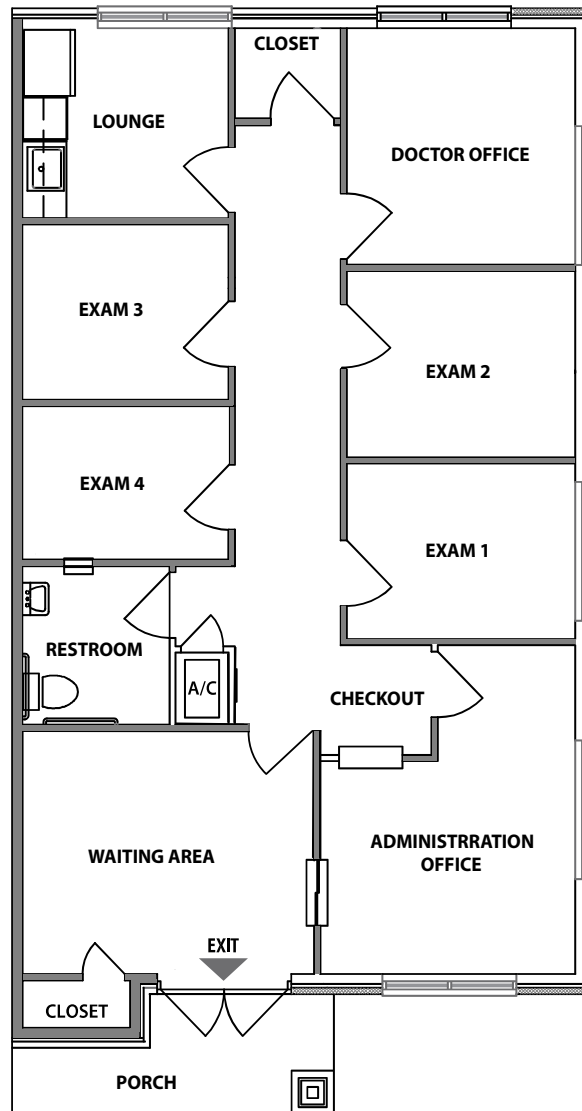 CLOSET
LOUNGE
DOCTOR OFFICE
EXAM 3
EXAM 2
EXAM 4
EXAM 1
RESTROOM
A/C
CHECKOUT
WAITING AREA
ADMINISTRRATION
OFFICE
EXIT
CLOSET
PORCH